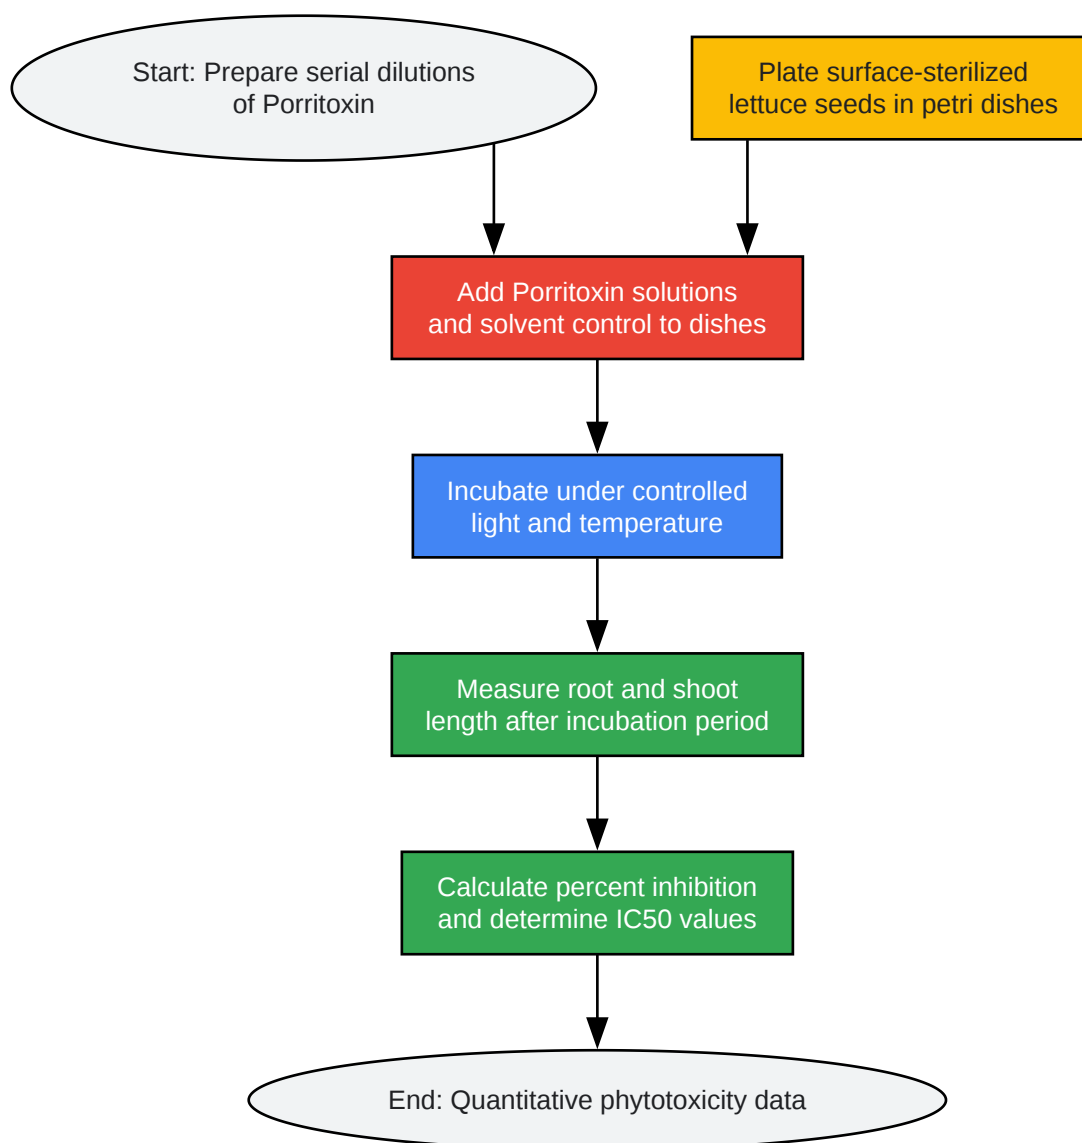 Start: Prepare serial dilutions
of Porritoxin
Plate surface-sterilized
lettuce seeds in petri dishes
Add Porritoxin solutions
and solvent control to dishes
Incubate under controlled
light and temperature
Measure root and shoot
length after incubation period
Calculate percent inhibition
and determine IC50 values
End: Quantitative phytotoxicity data